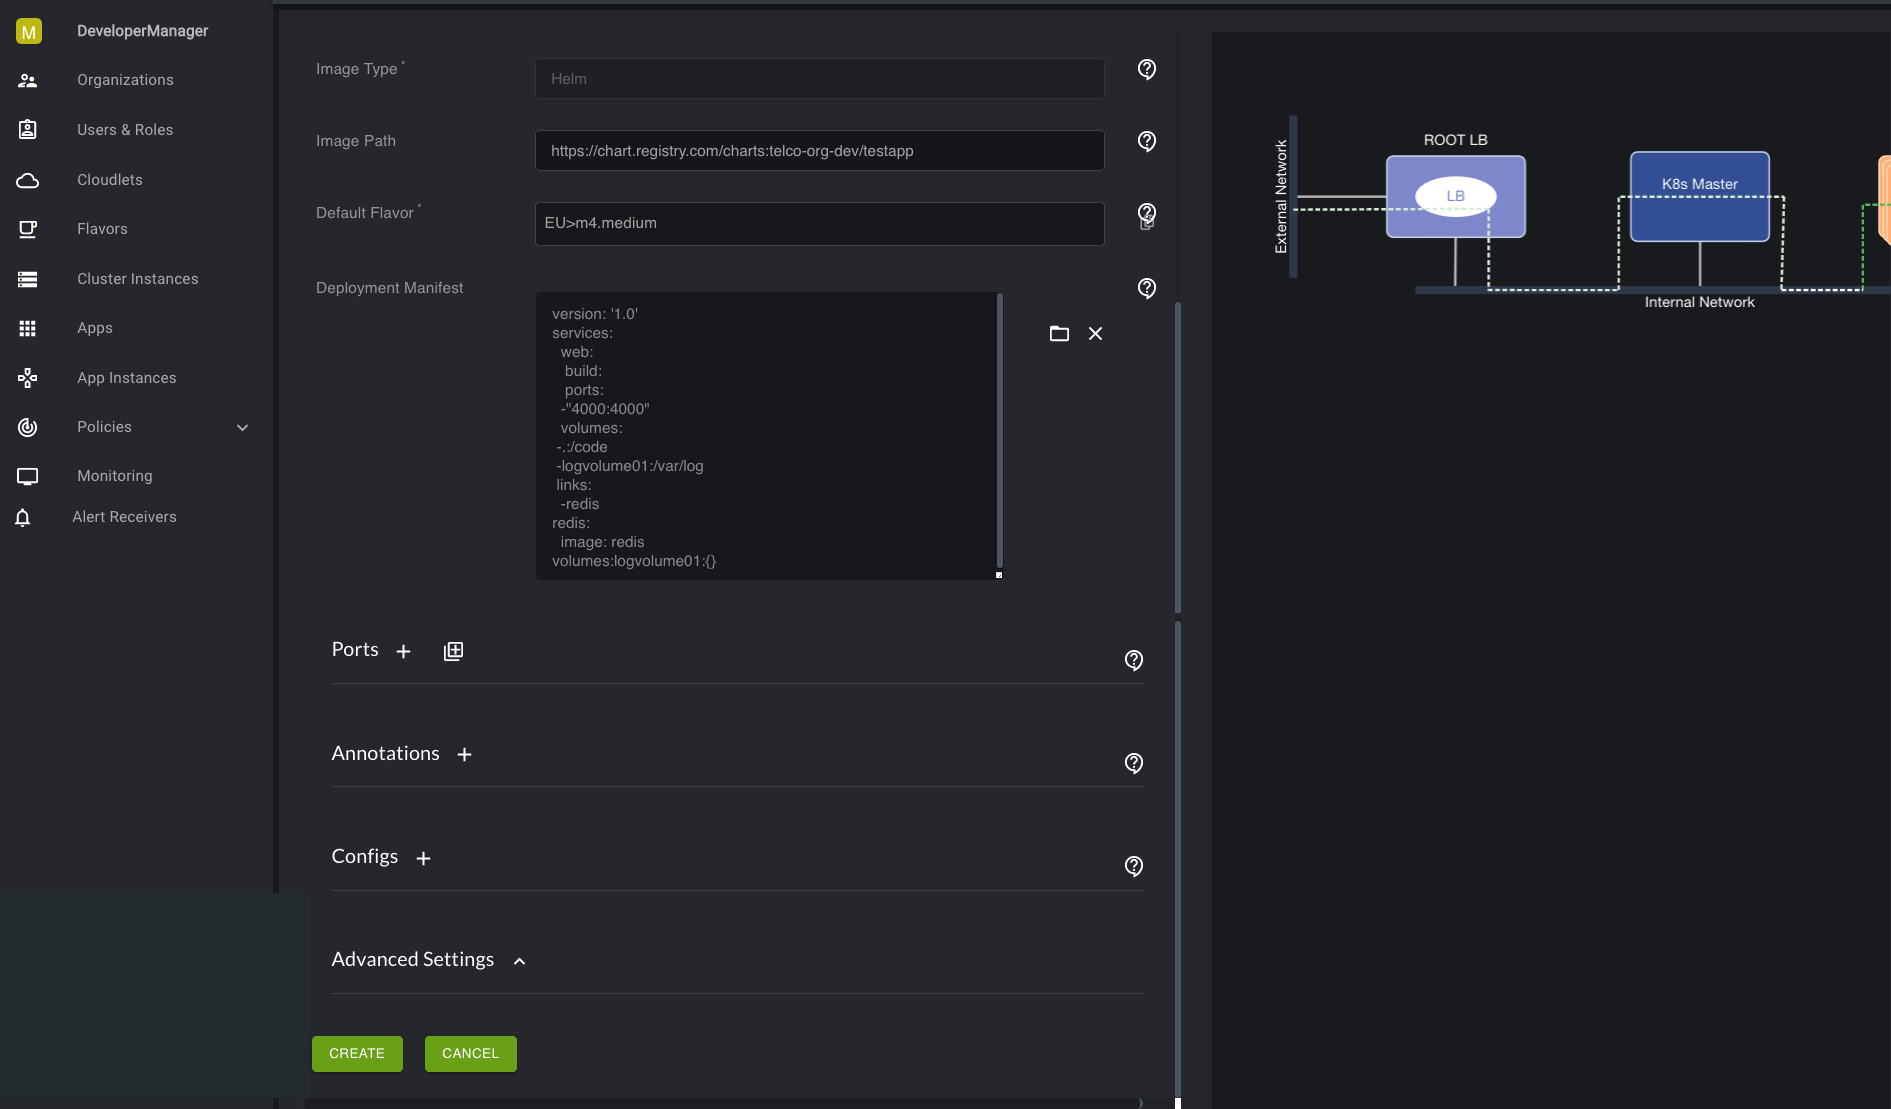 M
DeveloperManager
Organizations
Users & Roles
Cloudlets
Flavors
Cluster Instances
Apps
App Instances
Policies
Monitoring
Alert Receivers
Image Type *
Helm
Image Path
https://chart.registry.com/charts:telco-org-dev/testapp
Default Flavor *
EU>m4.medium
Deployment Manifest
version: '1.0'
services:
  web:
   build:
   ports:
  -"4000:4000"
  volumes:
 -.:/code
 -logvolume01:/var/log
 links:
  -redis
redis:
  image: redis
volumes:logvolume01:{}
Ports
Annotations
Configs
Advanced Settings
CREATE
CANCEL
External Network
ROOT LB
LB
K8s Master
Internal Network